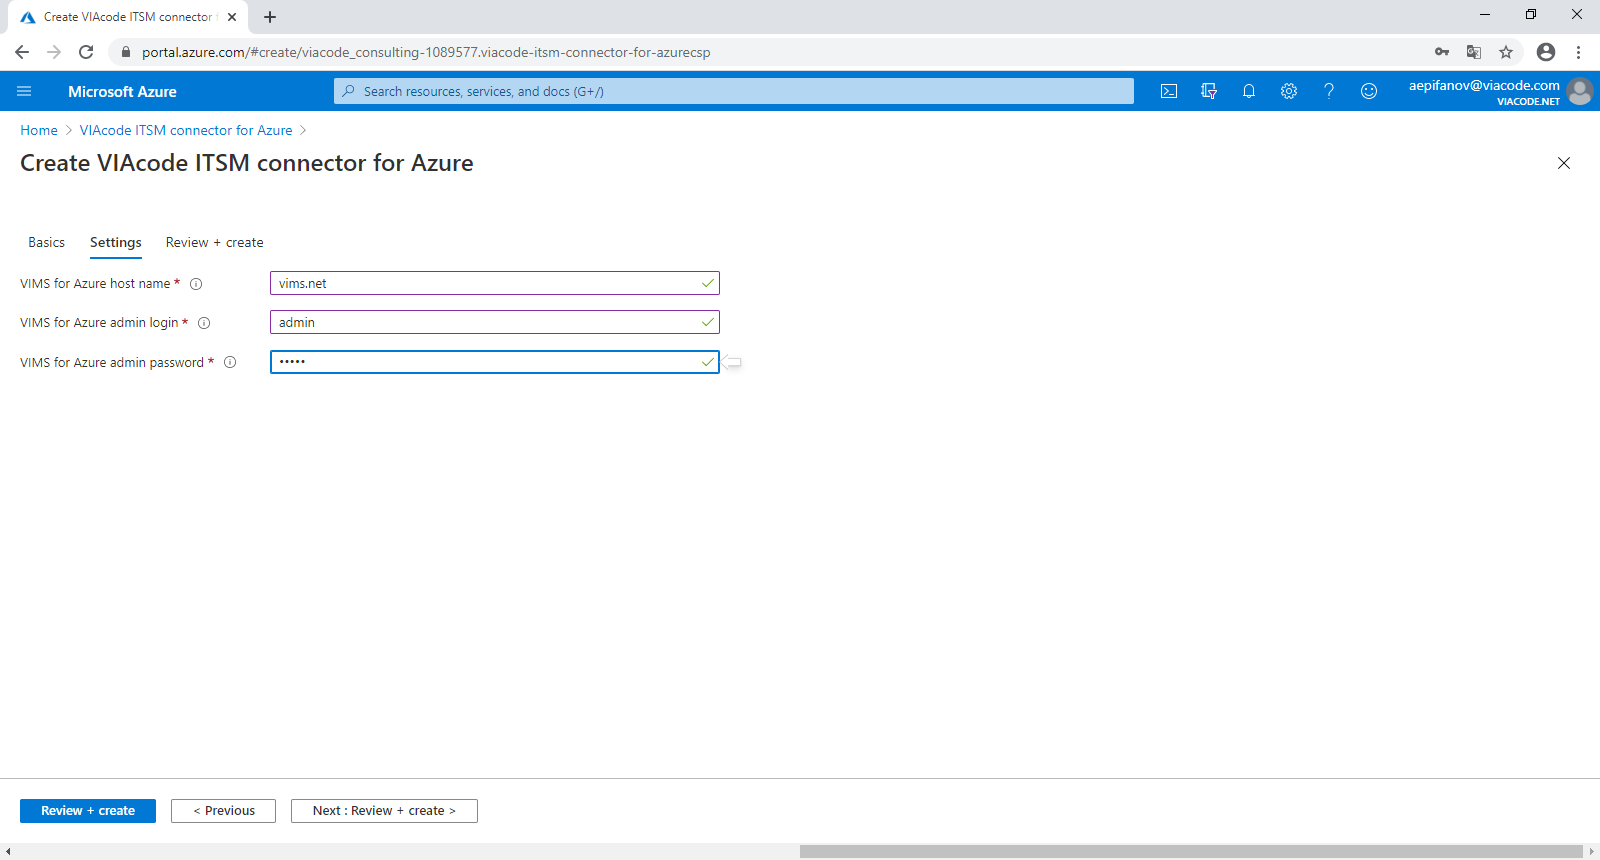 Create VIAcode ITSM connector f
portal.azure.com/#create/viacode_consulting-1089577.viacode-itsm-connector-for-azurecsp
Microsoft Azure
Search resources, services, and docs (G+/)
aepifanov@viacode.com
VIACODE.NET
Home > VIAcode ITSM connector for Azure >
Create VIAcode ITSM connector for Azure
Basics Settings Review + create
VIMS for Azure host name * vims.net
VIMS for Azure admin login * admin
VIMS for Azure admin password * •••••
Review + create < Previous Next : Review + create >